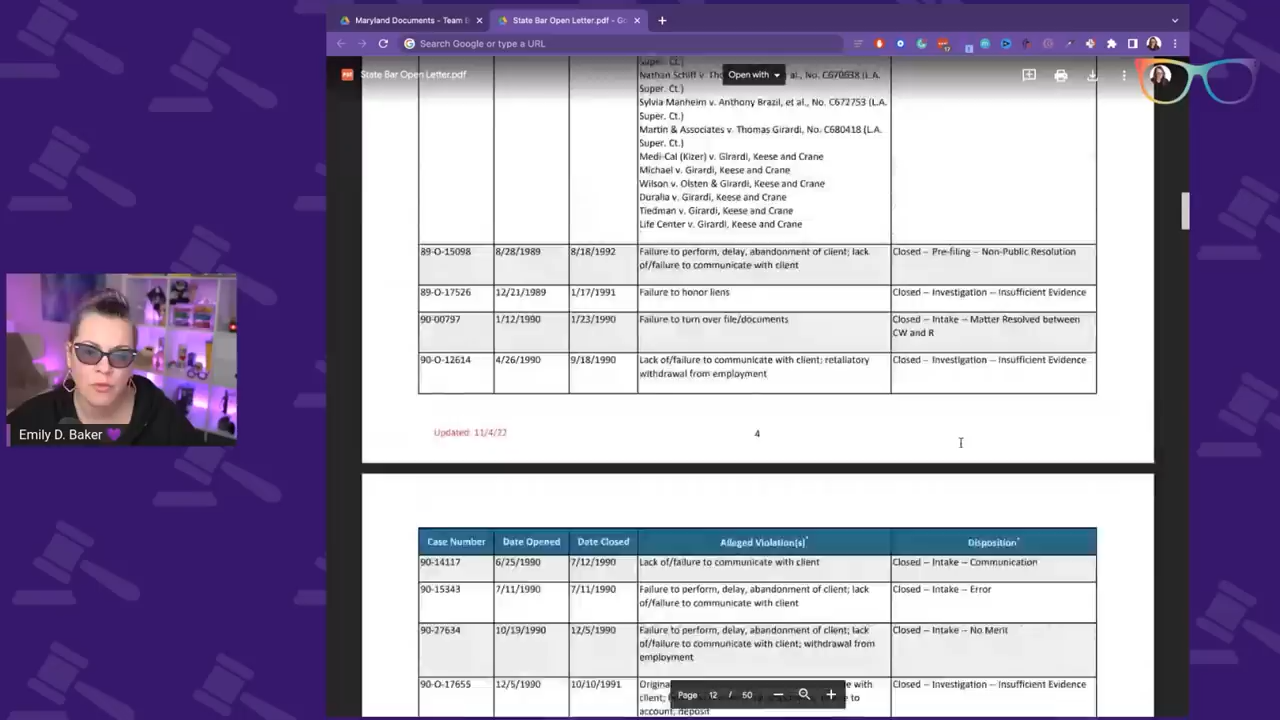 Maryland Documents - Team E
State Bar Open Letter.pdf - Go
Search Google or type a URL
State Bar Open Letter.pdf
Open with
Super. Ct.)
Nathan Schiff v. Tho et al., No. C670638 (L.A.
Super. Ct.)
Sylvia Manheim v. Anthony Brazil, et al., No. C672753 (L.A.
Super. Ct.)
Martin & Associates v. Thomas Girardi, No. C680418 (L.A.
Super. Ct.)
Medi-Cal (Kizer) v. Girardi, Keese and Crane
Michael v. Girardi, Keese and Crane
Wilson v. Olsten & Girardi, Keese and Crane
Duralia v. Girardi, Keese and Crane
Tiedman v. Girardi, Keese and Crane
Life Center v. Girardi, Keese and Crane
89-O-15098 8/28/1989 8/18/1992 Failure to perform, delay, abandonment of client; lack Closed – Pre-filing – Non-Public Resolution
of/failure to communicate with client
89-O-17526 12/21/1989 1/17/1991 Failure to honor liens Closed – Investigation – Insufficient Evidence
90-00797 1/12/1990 1/23/1990 Failure to turn over file/documents Closed – Intake – Matter Resolved between
CW and R
90-O-12614 4/26/1990 9/18/1990 Lack of/failure to communicate with client; retaliatory Closed – Investigation – Insufficient Evidence
withdrawal from employment
Updated: 11/4/22 4
Case Number Date Opened Date Closed Alleged Violation(s)* Disposition*
90-14117 6/25/1990 7/12/1990 Lack of/failure to communicate with client Closed – Intake – Communication
90-15343 7/11/1990 7/11/1990 Failure to perform, delay, abandonment of client; lack Closed – Intake – Error
of/failure to communicate with client
90-27634 10/19/1990 12/5/1990 Failure to perform, delay, abandonment of client; lack Closed – Intake – No Merit
of/failure to communicate with client; withdrawal from
employment
90-O-17655 12/5/1990 10/10/1991 Origina e with Closed – Investigation – Insufficient Evidence
client; to
account, deposit
Page 12 / 50
Emily D. Baker 💜